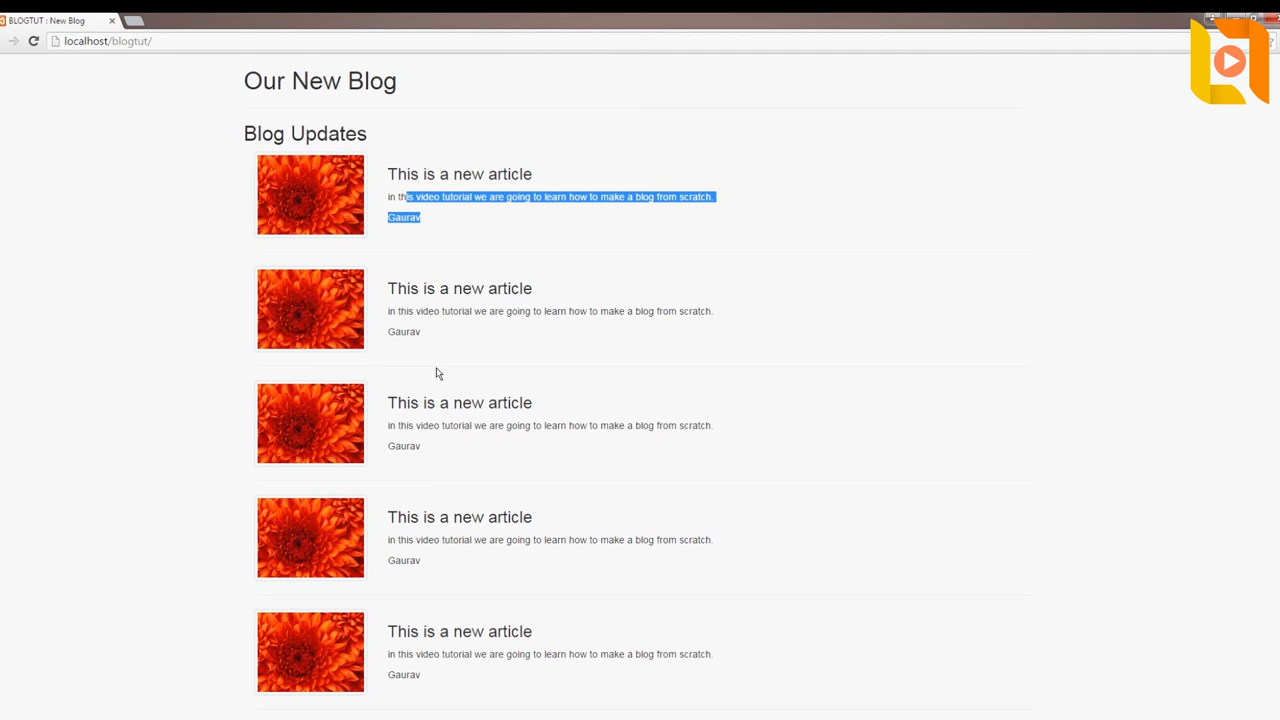 BLOGTUT : New Blog
localhost/blogtut/
Our New Blog
Blog Updates
This is a new article
in this video tutorial we are going to learn how to make a blog from scratch.
Gaurav
This is a new article
in this video tutorial we are going to learn how to make a blog from scratch.
Gaurav
This is a new article
in this video tutorial we are going to learn how to make a blog from scratch.
Gaurav
This is a new article
in this video tutorial we are going to learn how to make a blog from scratch.
Gaurav
This is a new article
in this video tutorial we are going to learn how to make a blog from scratch.
Gaurav